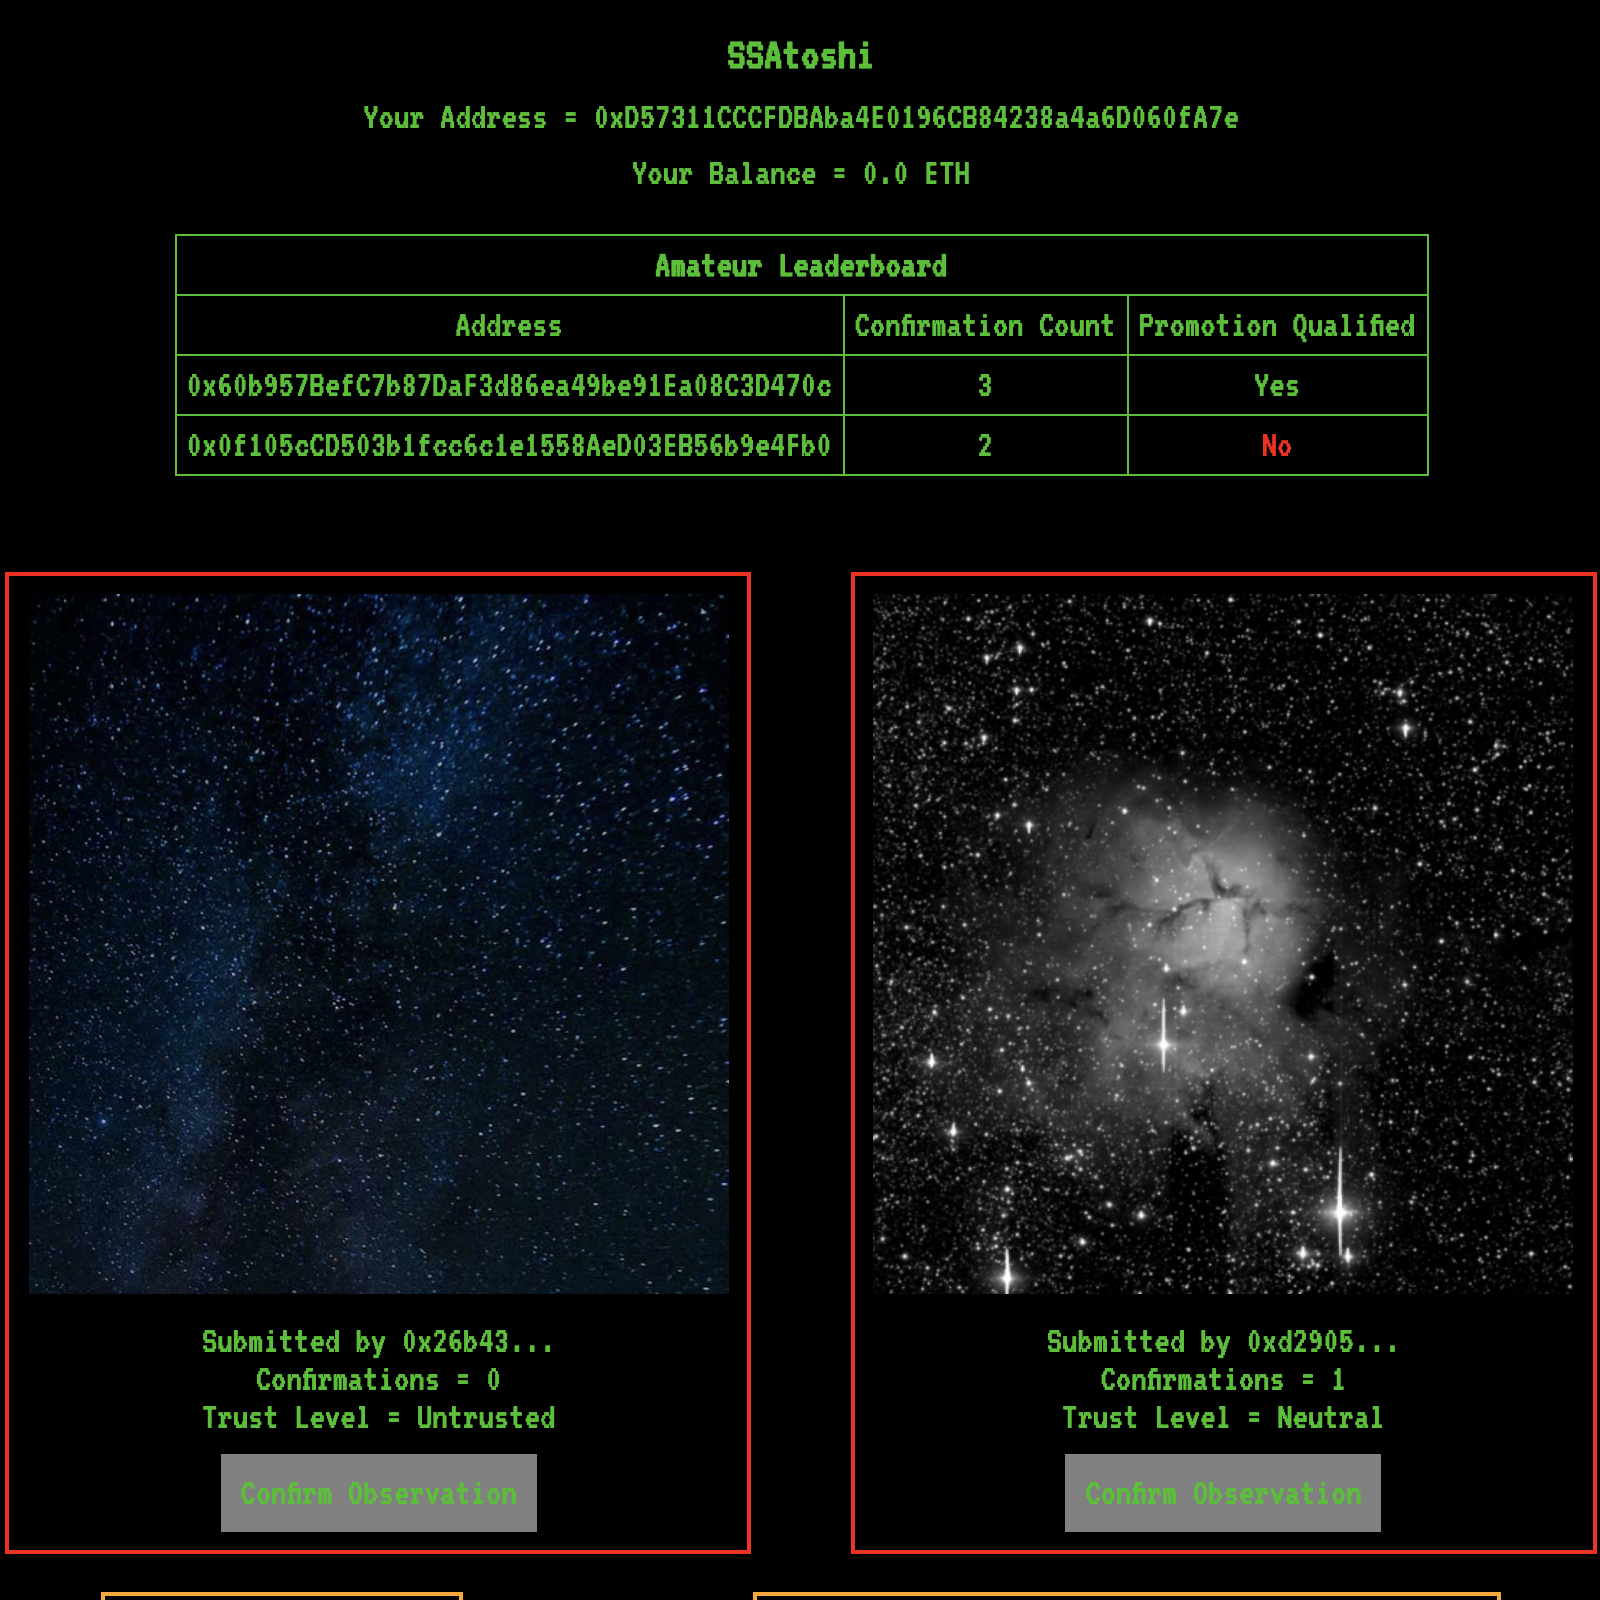 SSAtoshi
Your Address = 0xD57311CCCFDBAba4E0196CB84238a4a6D060fA7e
Your Balance = 0.0 ETH
Amateur Leaderboard
Address Confirmation Count Promotion Qualified
0x60b957BefC7b87DaF3d86ea49be91Ea08C3D470c 3 Yes
0x0f105cCD503b1fcc6c1e1558AeD03EB56b9e4Fb0 2 No
Submitted by 0x26b43...
Confirmations = 0
Trust Level = Untrusted
Confirm Observation
Submitted by 0xd2905...
Confirmations = 1
Trust Level = Neutral
Confirm Observation